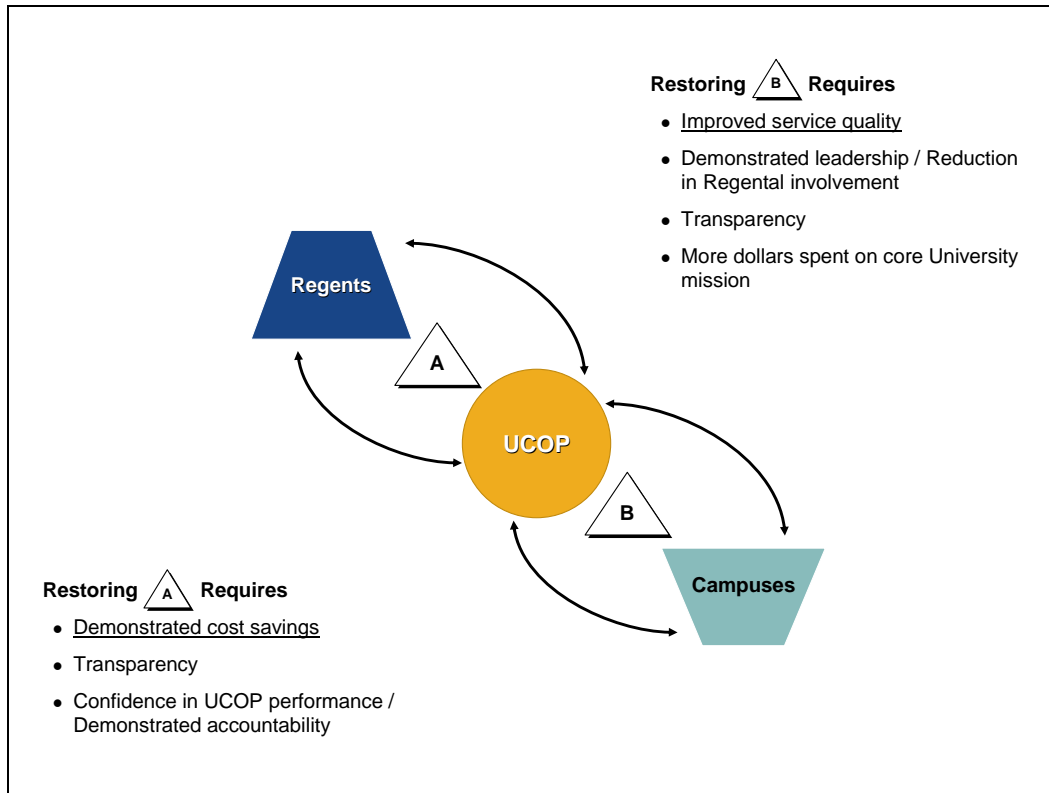 Restoring B Requires
● Improved service quality
● Demonstrated leadership / Reduction
in Regental involvement
● Transparency
● More dollars spent on core University
mission
Regents
A
UCOP
B
Campuses
Restoring A Requires
● Demonstrated cost savings
● Transparency
● Confidence in UCOP performance /
Demonstrated accountability